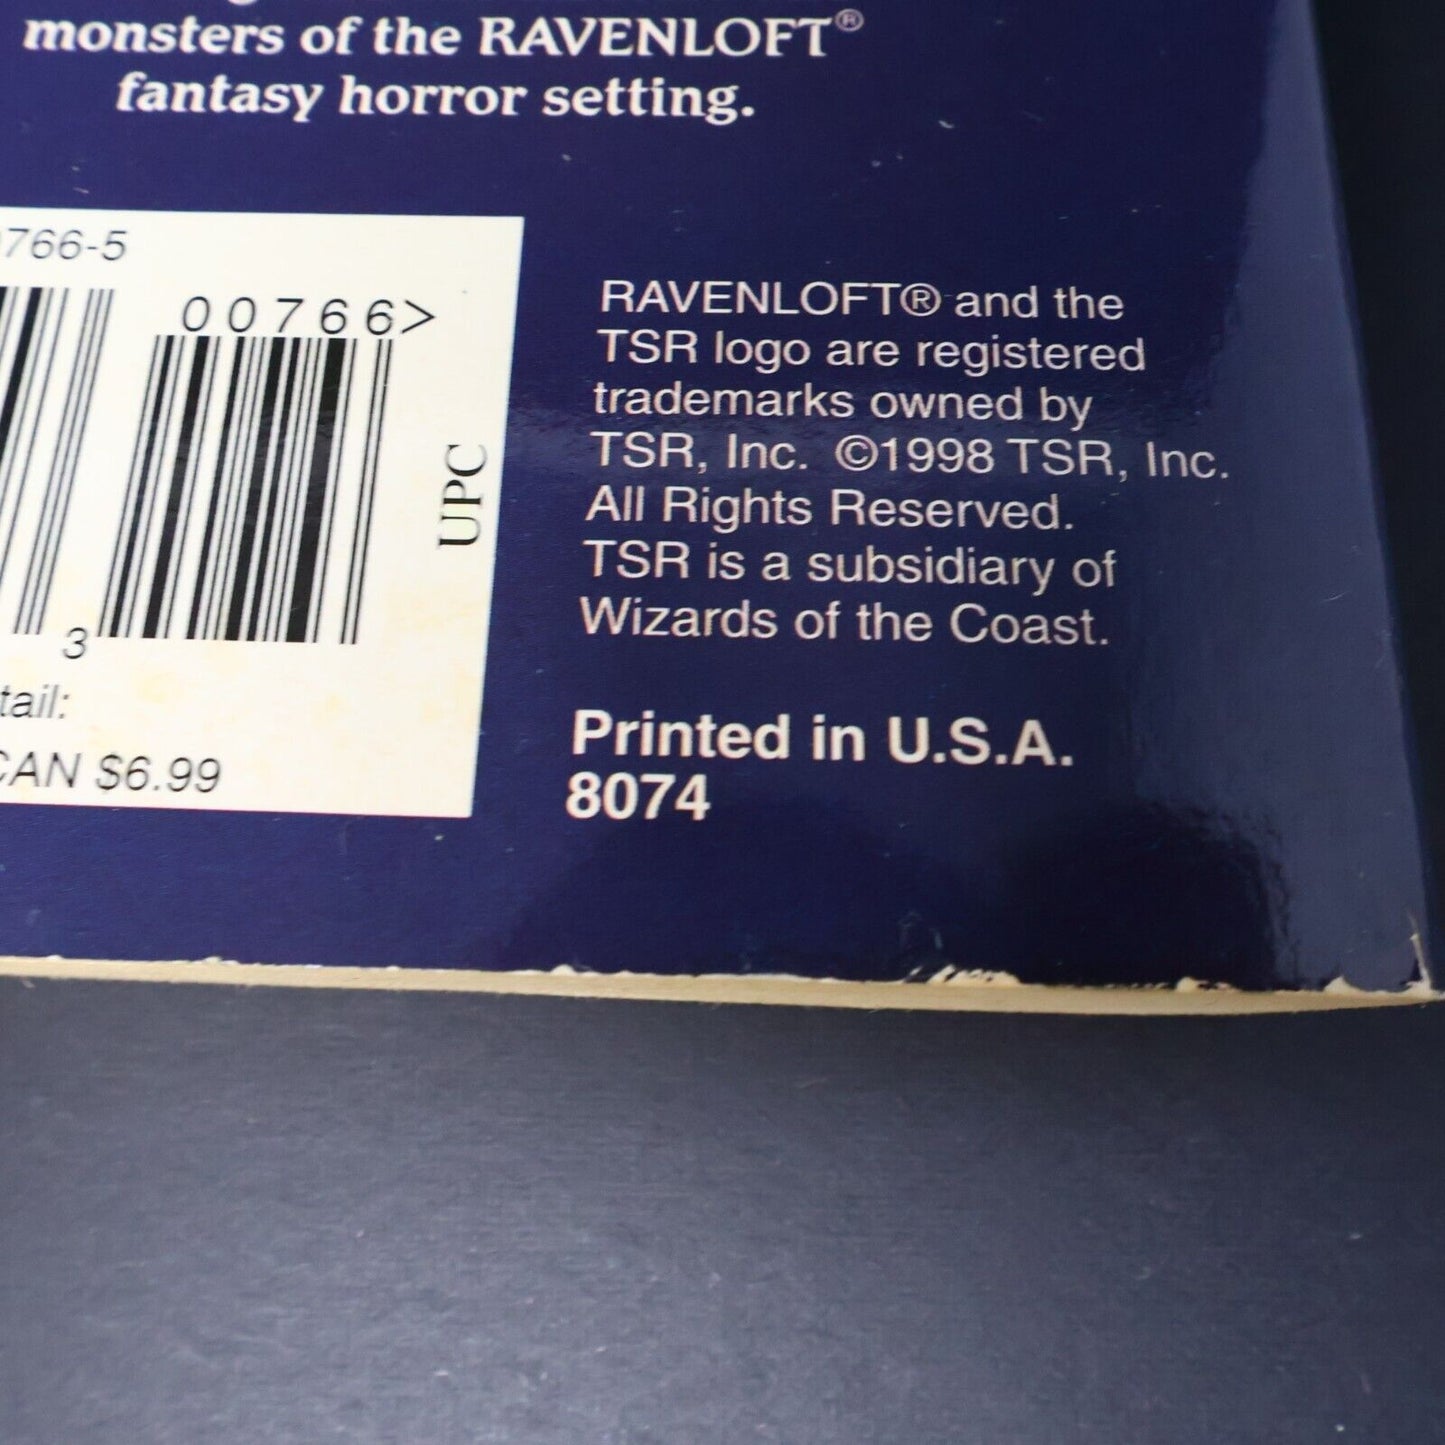 monsters of the RAVENLOFT®
fantasy horror setting.
766-5
00766>
UPC
3
tail:
CAN $6.99
RAVENLOFT® and the
TSR logo are registered
trademarks owned by
TSR, Inc. ©1998 TSR, Inc.
All Rights Reserved.
TSR is a subsidiary of
Wizards of the Coast.
Printed in U.S.A.
8074